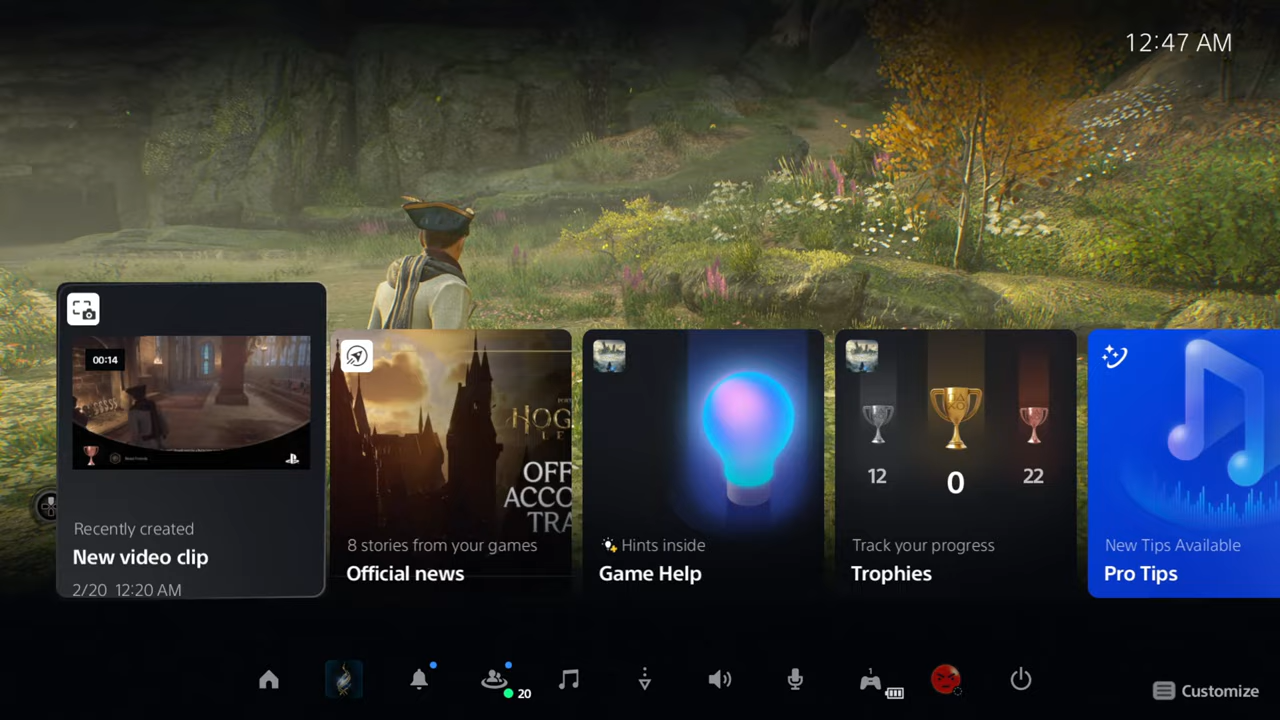 12:47 AM
00:14
Recently created
New video clip
2/20 12:20 AM
HOG
LE
OFF
ACCO
TRA
8 stories from your games
Official news
Hints inside
Game Help
12
0
22
Track your progress
Trophies
New Tips Available
Pro Tips
20
1
Customize